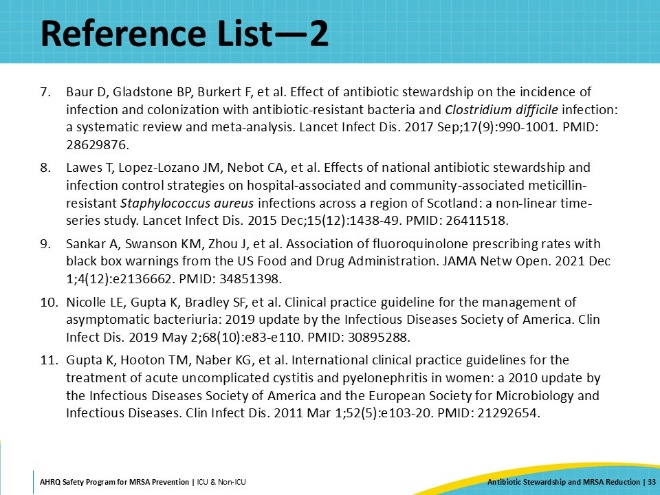 Reference List—2
7. Baur D, Gladstone BP, Burkert F, et al. Effect of antibiotic stewardship on the incidence of
infection and colonization with antibiotic-resistant bacteria and Clostridium difficile infection:
a systematic review and meta-analysis. Lancet Infect Dis. 2017 Sep;17(9):990-1001. PMID:
28629876.
8. Lawes T, Lopez-Lozano JM, Nebot CA, et al. Effects of national antibiotic stewardship and
infection control strategies on hospital-associated and community-associated meticillin-
resistant Staphylococcus aureus infections across a region of Scotland: a non-linear time-
series study. Lancet Infect Dis. 2015 Dec;15(12):1438-49. PMID: 26411518.
9. Sankar A, Swanson KM, Zhou J, et al. Association of fluoroquinolone prescribing rates with
black box warnings from the US Food and Drug Administration. JAMA Netw Open. 2021 Dec
1;4(12):e2136662. PMID: 34851398.
10. Nicolle LE, Gupta K, Bradley SF, et al. Clinical practice guideline for the management of
asymptomatic bacteriuria: 2019 update by the Infectious Diseases Society of America. Clin
Infect Dis. 2019 May 2;68(10):e83-e110. PMID: 30895288.
11. Gupta K, Hooton TM, Naber KG, et al. International clinical practice guidelines for the
treatment of acute uncomplicated cystitis and pyelonephritis in women: a 2010 update by
the Infectious Diseases Society of America and the European Society for Microbiology and
Infectious Diseases. Clin Infect Dis. 2011 Mar 1;52(5):e103-20. PMID: 21292654.
AHRQ Safety Program for MRSA Prevention | ICU & Non-ICU
Antibiotic Stewardship and MRSA Reduction | 33